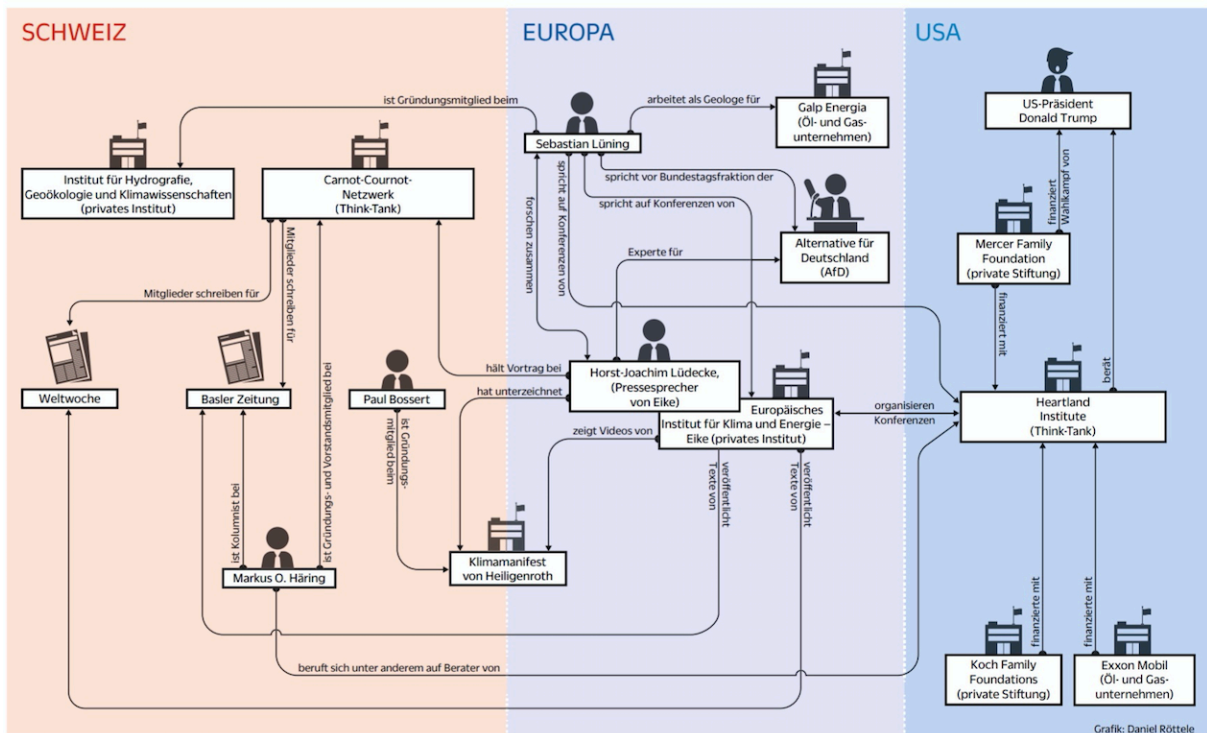 SCHWEIZ
EUROPA
USA
ist Gründungsmitglied beim
arbeitet als Geologe für
Galp Energia
(Öl- und Gas-
unternehmen)
US-Präsident
Donald Trump
Sebastian Lüning
Institut für Hydrografie,
Geoökologie und Klimawissenschaften
(privates Institut)
Carnot-Cournot-
Netzwerk
(Think-Tank)
spricht vor Bundestagsfraktion der
spricht auf Konferenzen von
spricht auf Konferenzen von
forschen zusammen
finanziert
Wahlkampf von
Mitglieder schreiben für
Mitglieder schreiben für
Experte für
Alternative für
Deutschland
(AfD)
Mercer Family
Foundation
(private Stiftung)
finanziert mit
berät
Weltwoche
Basler Zeitung
Paul Bossert
hält Vortrag bei
hat unterzeichnet
Horst-Joachim Lüdecke,
(Pressesprecher
von Eike)
Europäisches
Institut für Klima und Energie –
Eike (privates Institut)
organisieren
Konferenzen
Heartland
Institute
(Think-Tank)
zeigt Videos von
ist Gründungs-
mitglied beim
ist Gründungs- und Vorstandsmitglied bei
ist Kolumnist bei
veröffentlicht
Texte von
veröffentlicht
Texte von
Markus O. Häring
Klimamanifest
von Heiligenroth
finanzierte mit
finanzierte mit
beruft sich unter anderem auf Berater von
Koch Family
Foundations
(private Stiftung)
Exxon Mobil
(Öl- und Gas-
unternehmen)
Grafik: Daniel Röttele